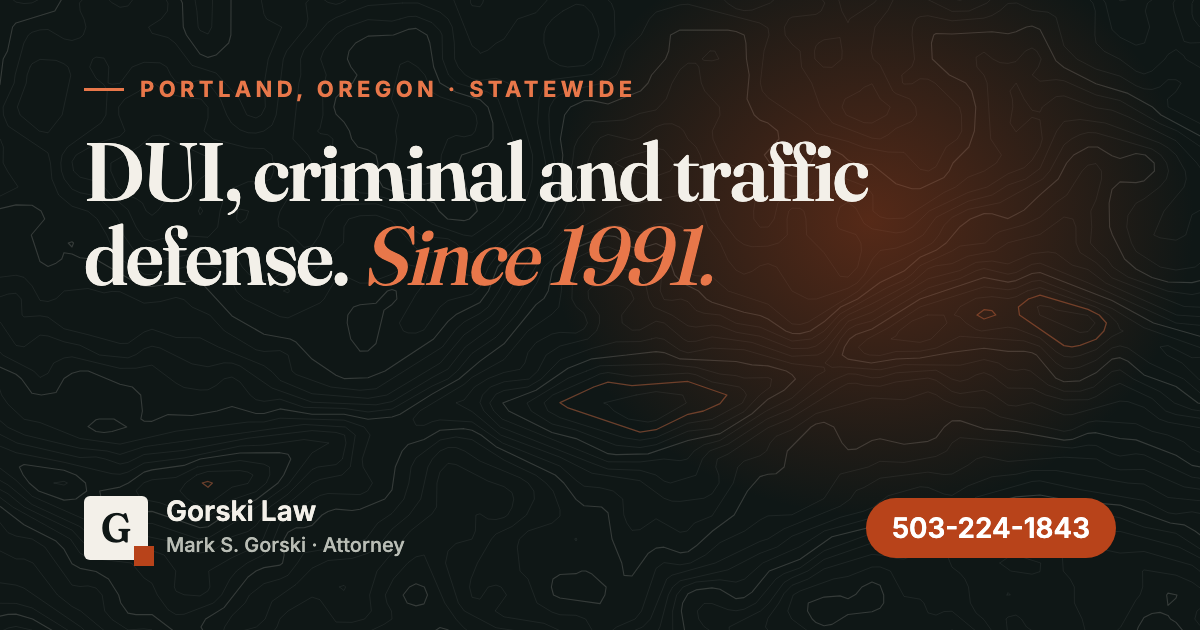 PORTLAND, OREGON · STATEWIDE
DUI, criminal and traffic
defense. Since 1991.
G
Gorski Law
Mark S. Gorski · Attorney
503-224-1843